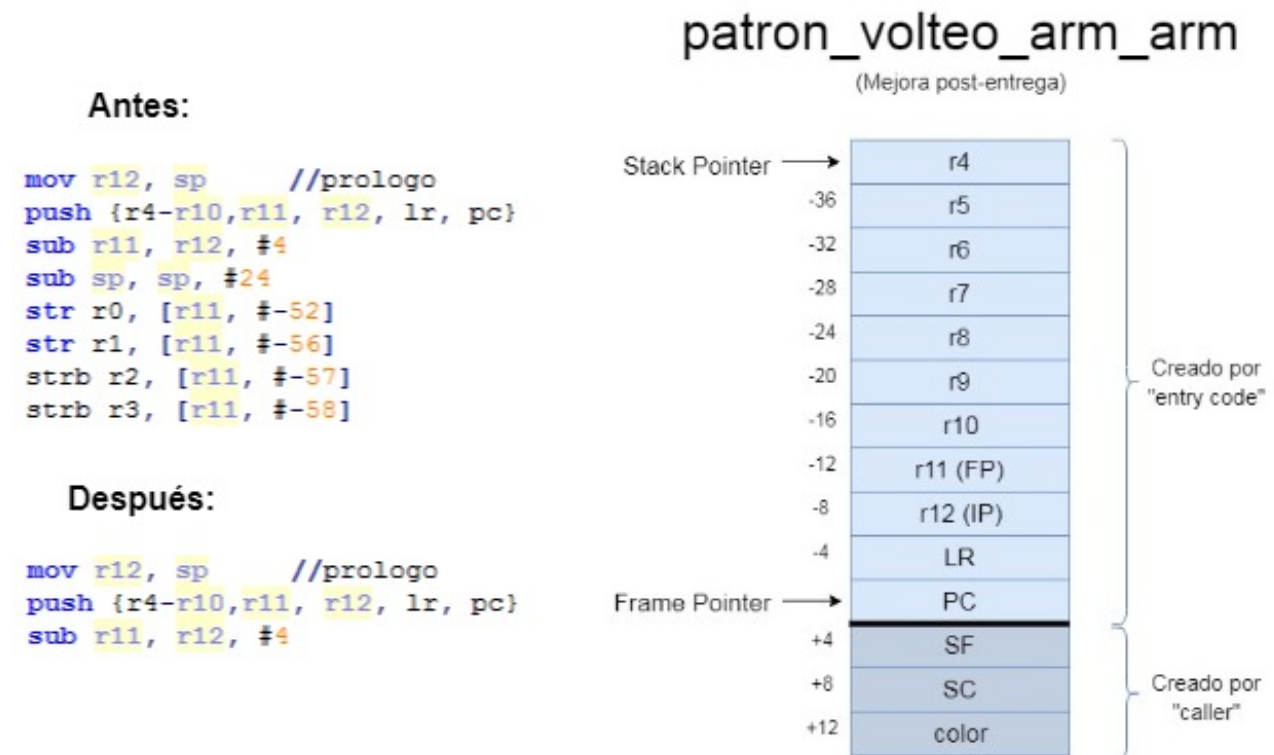 patron_volteo_arm_arm
(Mejora post-entrega)
Antes:
mov r12, sp //prologo
push {r4-r10,r11, r12, lr, pc}
sub r11, r12, #4
sub sp, sp, #24
str r0, [r11, #-52]
str r1, [r11, #-56]
strb r2, [r11, #-57]
strb r3, [r11, #-58]
Después:
mov r12, sp //prologo
push {r4-r10,r11, r12, lr, pc}
sub r11, r12, #4
Stack Pointer
r4
-36
r5
-32
r6
-28
r7
-24
r8
-20
r9
-16
r10
-12
r11 (FP)
-8
r12 (IP)
-4
LR
Frame Pointer
PC
+4
SF
+8
SC
+12
color
Creado por
"entry code"
Creado por
"caller"